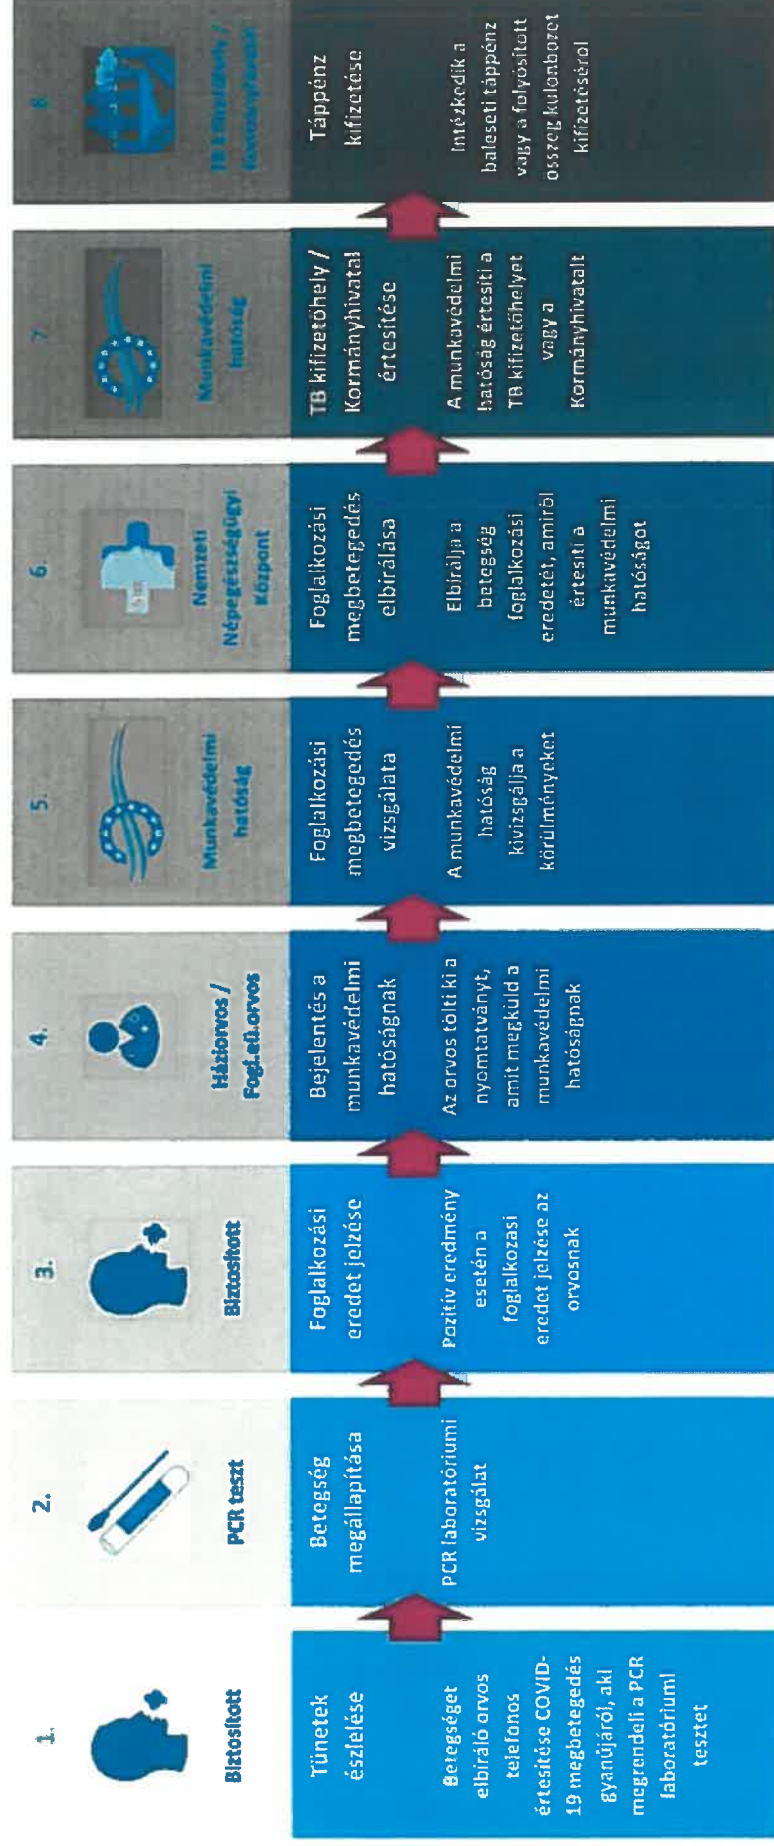 1.
Biztosított
Tünetek
észlelése
Betegséget
elbíráló orvos
telefonos
értesítése COVID-
19 megbetegedés
gyanújáról, aki
megrendeli a PCR
laboratóriumi
tesztet
2.
PCR teszt
Betegség
megállapítása
PCR laboratóriumi
vizsgálat
3.
Biztosított
Foglalkozási
eredet jelzése
Pozitív eredmény
esetén a
foglalkozási
eredet jelzése az
orvosnak
4.
Háziorvos /
Fogl.eü.orvos
Bejelentés a
munkavédelmi
hatóságnak
Az orvos tölti ki a
nyomtatványt,
amit megküld a
munkavédelmi
hatóságnak
5.
Munkavédelmi
hatóság
Foglalkozási
megbetegedés
vizsgálata
A munkavédelmi
hatóság
kivizsgálja a
körülményeket
6.
Nemzeti
Népegészségügyi
Központ
Foglalkozási
megbetegedés
elbírálása
Elbírálja a
betegség
foglalkozási
eredetét, amiről
értesíti a
munkavédelmi
hatóságot
7
Munkavédelmi
hatóság
TB kifizetőhely /
Kormányhivatal
értesítése
A munkavédelmi
hatóság értesíti a
TB kifizetőhelyet
vagy a
Kormányhivatalt
8
TB kifizetőhely /
Kormányhivatal
Táppénz
kifizetése
Intézkedik a
baleseti táppénz
vagy a folyósított
összeg különbözet
kifizetéséről